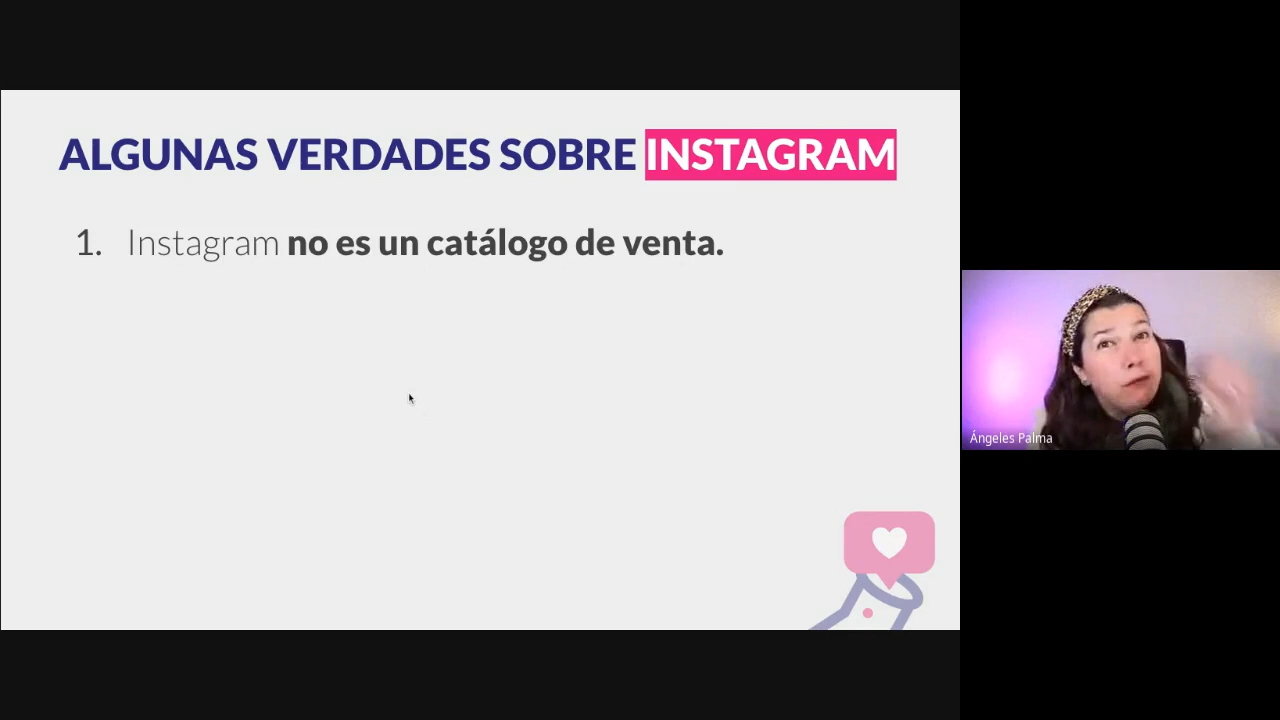 ALGUNAS VERDADES SOBRE INSTAGRAM
1. Instagram no es un catálogo de venta.
Ángeles Palma